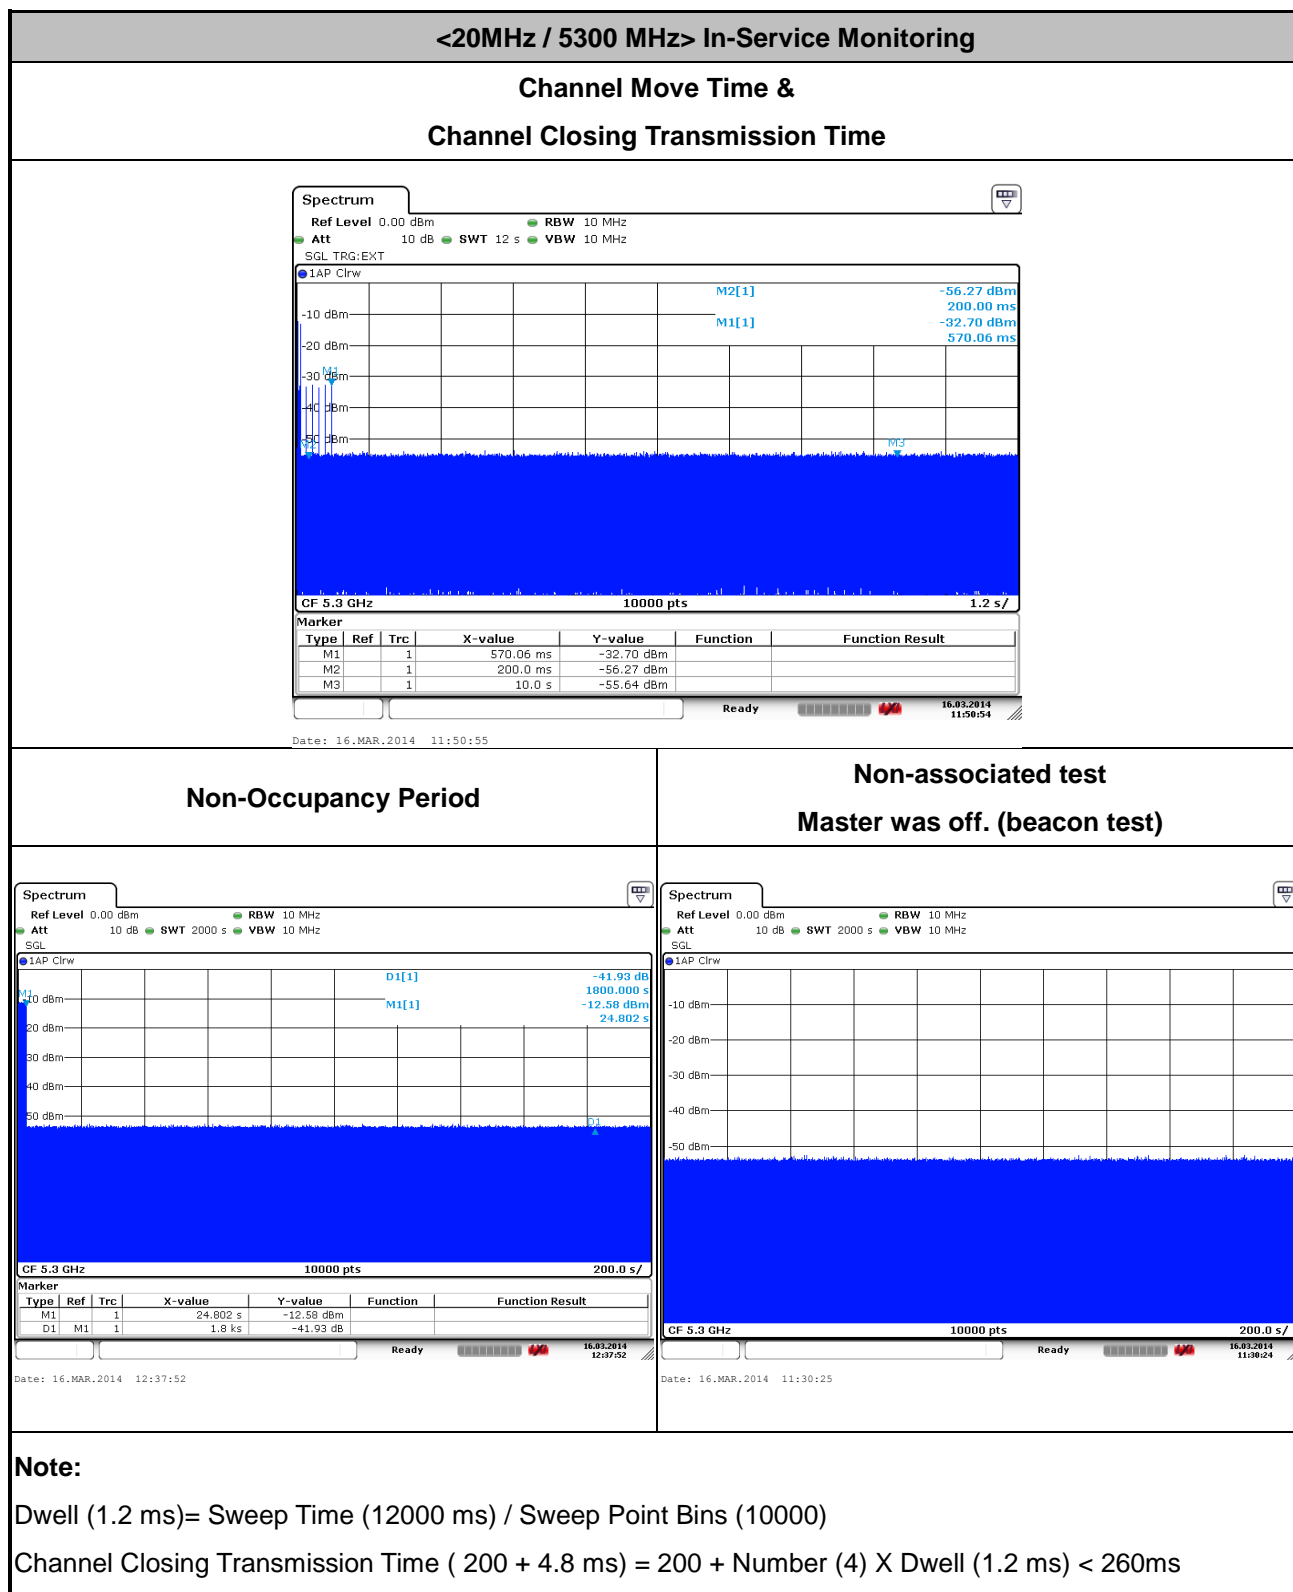 <20MHz / 5300 MHz> In-Service Monitoring
Channel Move Time &
Channel Closing Transmission Time
Spectrum
Ref Level 0.00 dBm RBW 10 MHz
Att 10 dB SWT 12 s VBW 10 MHz
SGL TRG:EXT
1AP Clrw
M2[1] -56.27 dBm
200.00 ms
-10 dBm
M1[1] -32.70 dBm
570.06 ms
-20 dBm
M1
-30 dBm
-40 dBm
-50 dBm
M2
M3
CF 5.3 GHz 10000 pts 1.2 s/
Marker
Type Ref Trc X-value Y-value Function Function Result
M1 1 570.06 ms -32.70 dBm
M2 1 200.0 ms -56.27 dBm
M3 1 10.0 s -55.64 dBm
Ready 16.03.2014
11:50:54
Date: 16.MAR.2014 11:50:55
Non-Occupancy Period
Non-associated test
Master was off. (beacon test)
Spectrum
Ref Level 0.00 dBm RBW 10 MHz
Att 10 dB SWT 2000 s VBW 10 MHz
SGL
1AP Clrw
D1[1] -41.93 dB
1800.000 s
M1
-10 dBm
M1[1] -12.58 dBm
24.802 s
20 dBm
30 dBm
40 dBm
50 dBm
D1
CF 5.3 GHz 10000 pts 200.0 s/
Marker
Type Ref Trc X-value Y-value Function Function Result
M1 1 24.802 s -12.58 dBm
D1 M1 1 1.8 ks -41.93 dB
Ready 16.03.2014
12:37:52
Date: 16.MAR.2014 12:37:52
Spectrum
Ref Level 0.00 dBm RBW 10 MHz
Att 10 dB SWT 2000 s VBW 10 MHz
SGL
1AP Clrw
-10 dBm
-20 dBm
-30 dBm
-40 dBm
-50 dBm
CF 5.3 GHz 10000 pts 200.0 s/
Ready 16.03.2014
11:30:24
Date: 16.MAR.2014 11:30:25
Note:
Dwell (1.2 ms)= Sweep Time (12000 ms) / Sweep Point Bins (10000)
Channel Closing Transmission Time ( 200 + 4.8 ms) = 200 + Number (4) X Dwell (1.2 ms) < 260ms